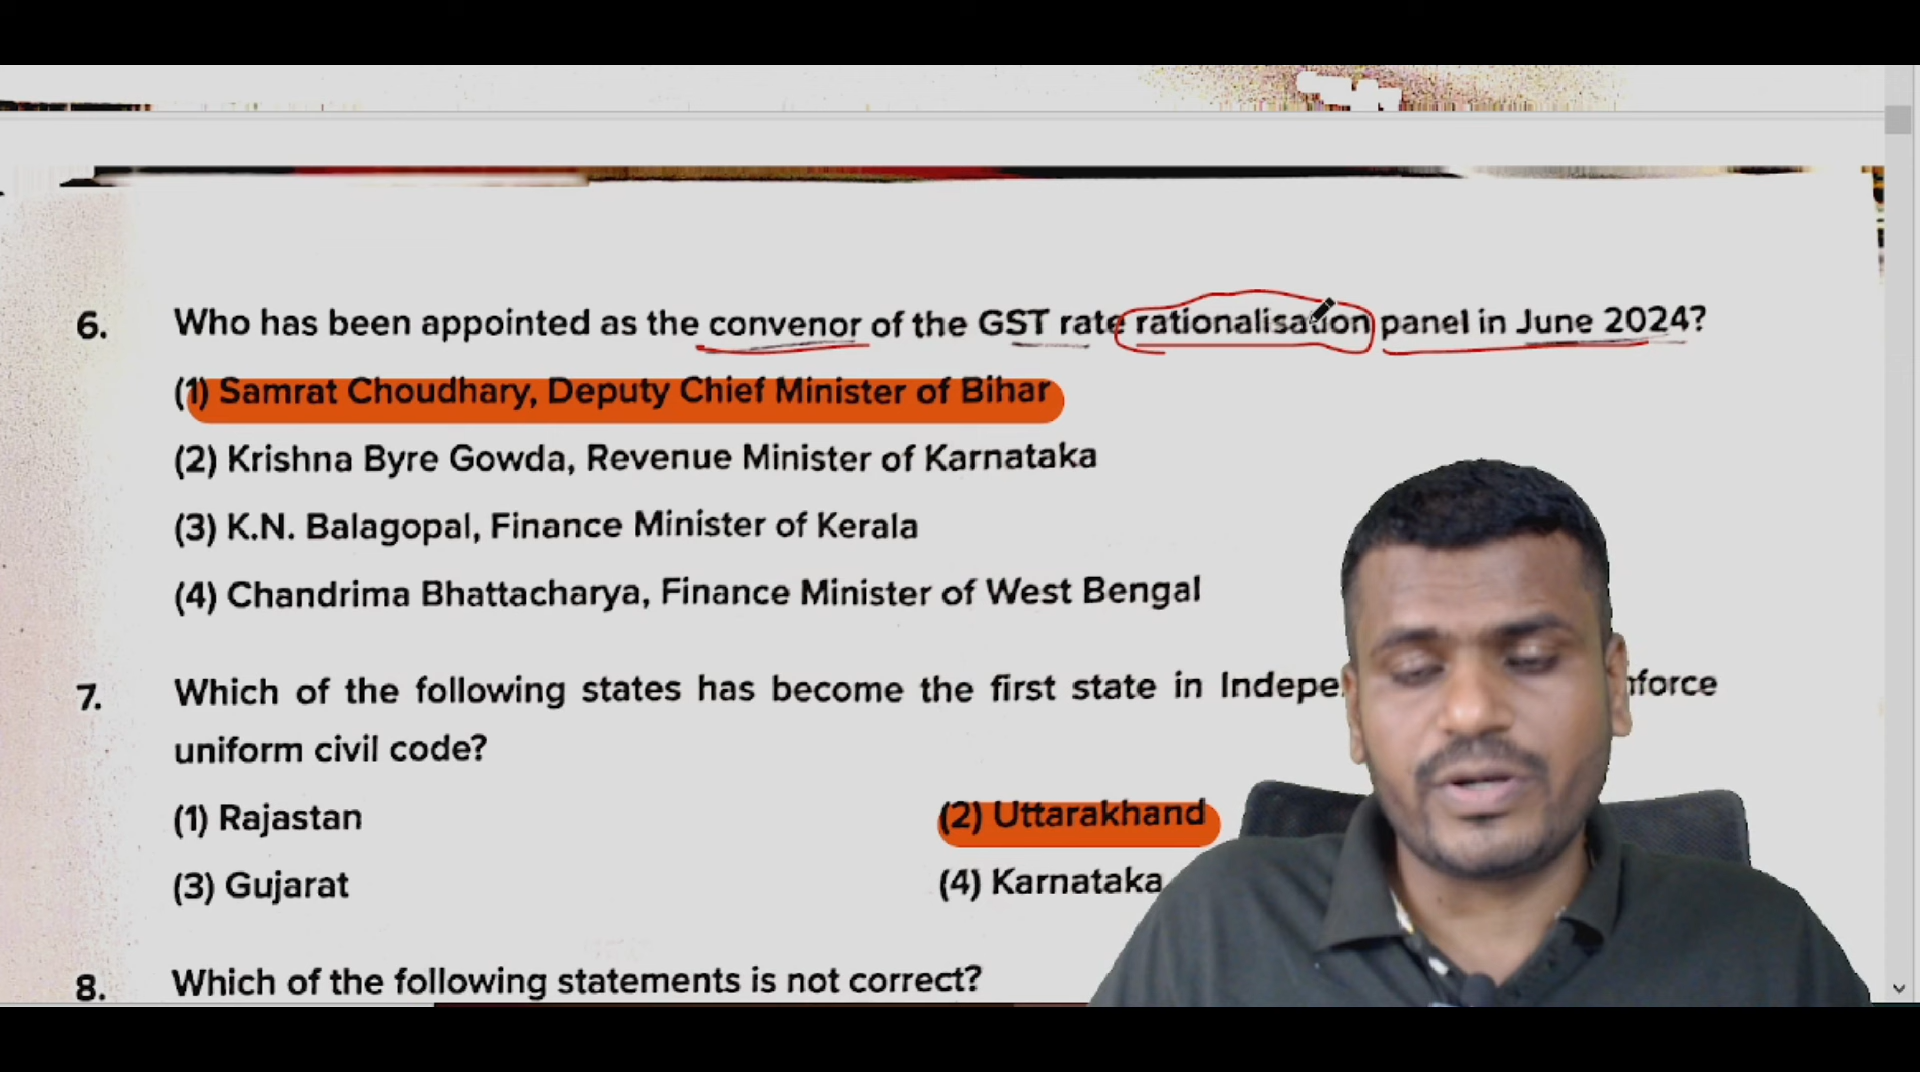 6. Who has been appointed as the convenor of the GST rate rationalisation panel in June 2024?
(1) Samrat Choudhary, Deputy Chief Minister of Bihar
(2) Krishna Byre Gowda, Revenue Minister of Karnataka
(3) K.N. Balagopal, Finance Minister of Kerala
(4) Chandrima Bhattacharya, Finance Minister of West Bengal
7. Which of the following states has become the first state in Indepe nforce
uniform civil code?
(1) Rajastan (2) Uttarakhand
(3) Gujarat (4) Karnataka
8. Which of the following statements is not correct?